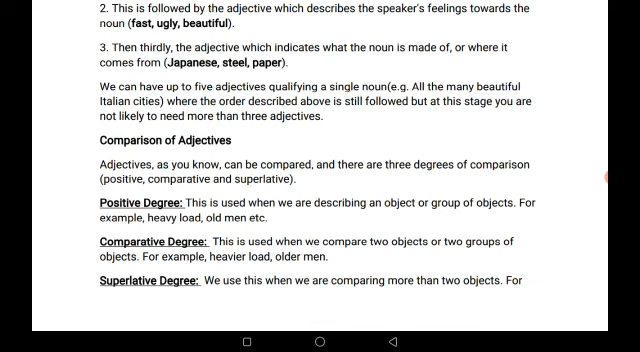 2. This is followed by the adjective which describes the speaker's feelings towards the
noun (fast, ugly, beautiful).
3. Then thirdly, the adjective which indicates what the noun is made of, or where it
comes from (Japanese, steel, paper).
We can have up to five adjectives qualifying a single noun(e.g. All the many beautiful
Italian cities) where the order described above is still followed but at this stage you are
not likely to need more than three adjectives.
Comparison of Adjectives
Adjectives, as you know, can be compared, and there are three degrees of comparison
(positive, comparative and superlative).
Positive Degree: This is used when we are describing an object or group of objects. For
example, heavy load, old men etc.
Comparative Degree: This is used when we compare two objects or two groups of
objects. For example, heavier load, older men.
Superlative Degree: We use this when we are comparing more than two objects. For